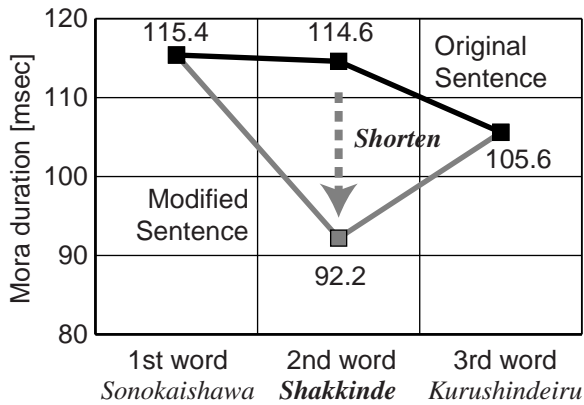 Mora duration [msec]
120
110
100
90
80
115.4
114.6
Original
Sentence
Shorten
105.6
Modified
Sentence
92.2
1st word
2nd word
3rd word
Sonokaishawa
Shakkinde
Kurushindeiru